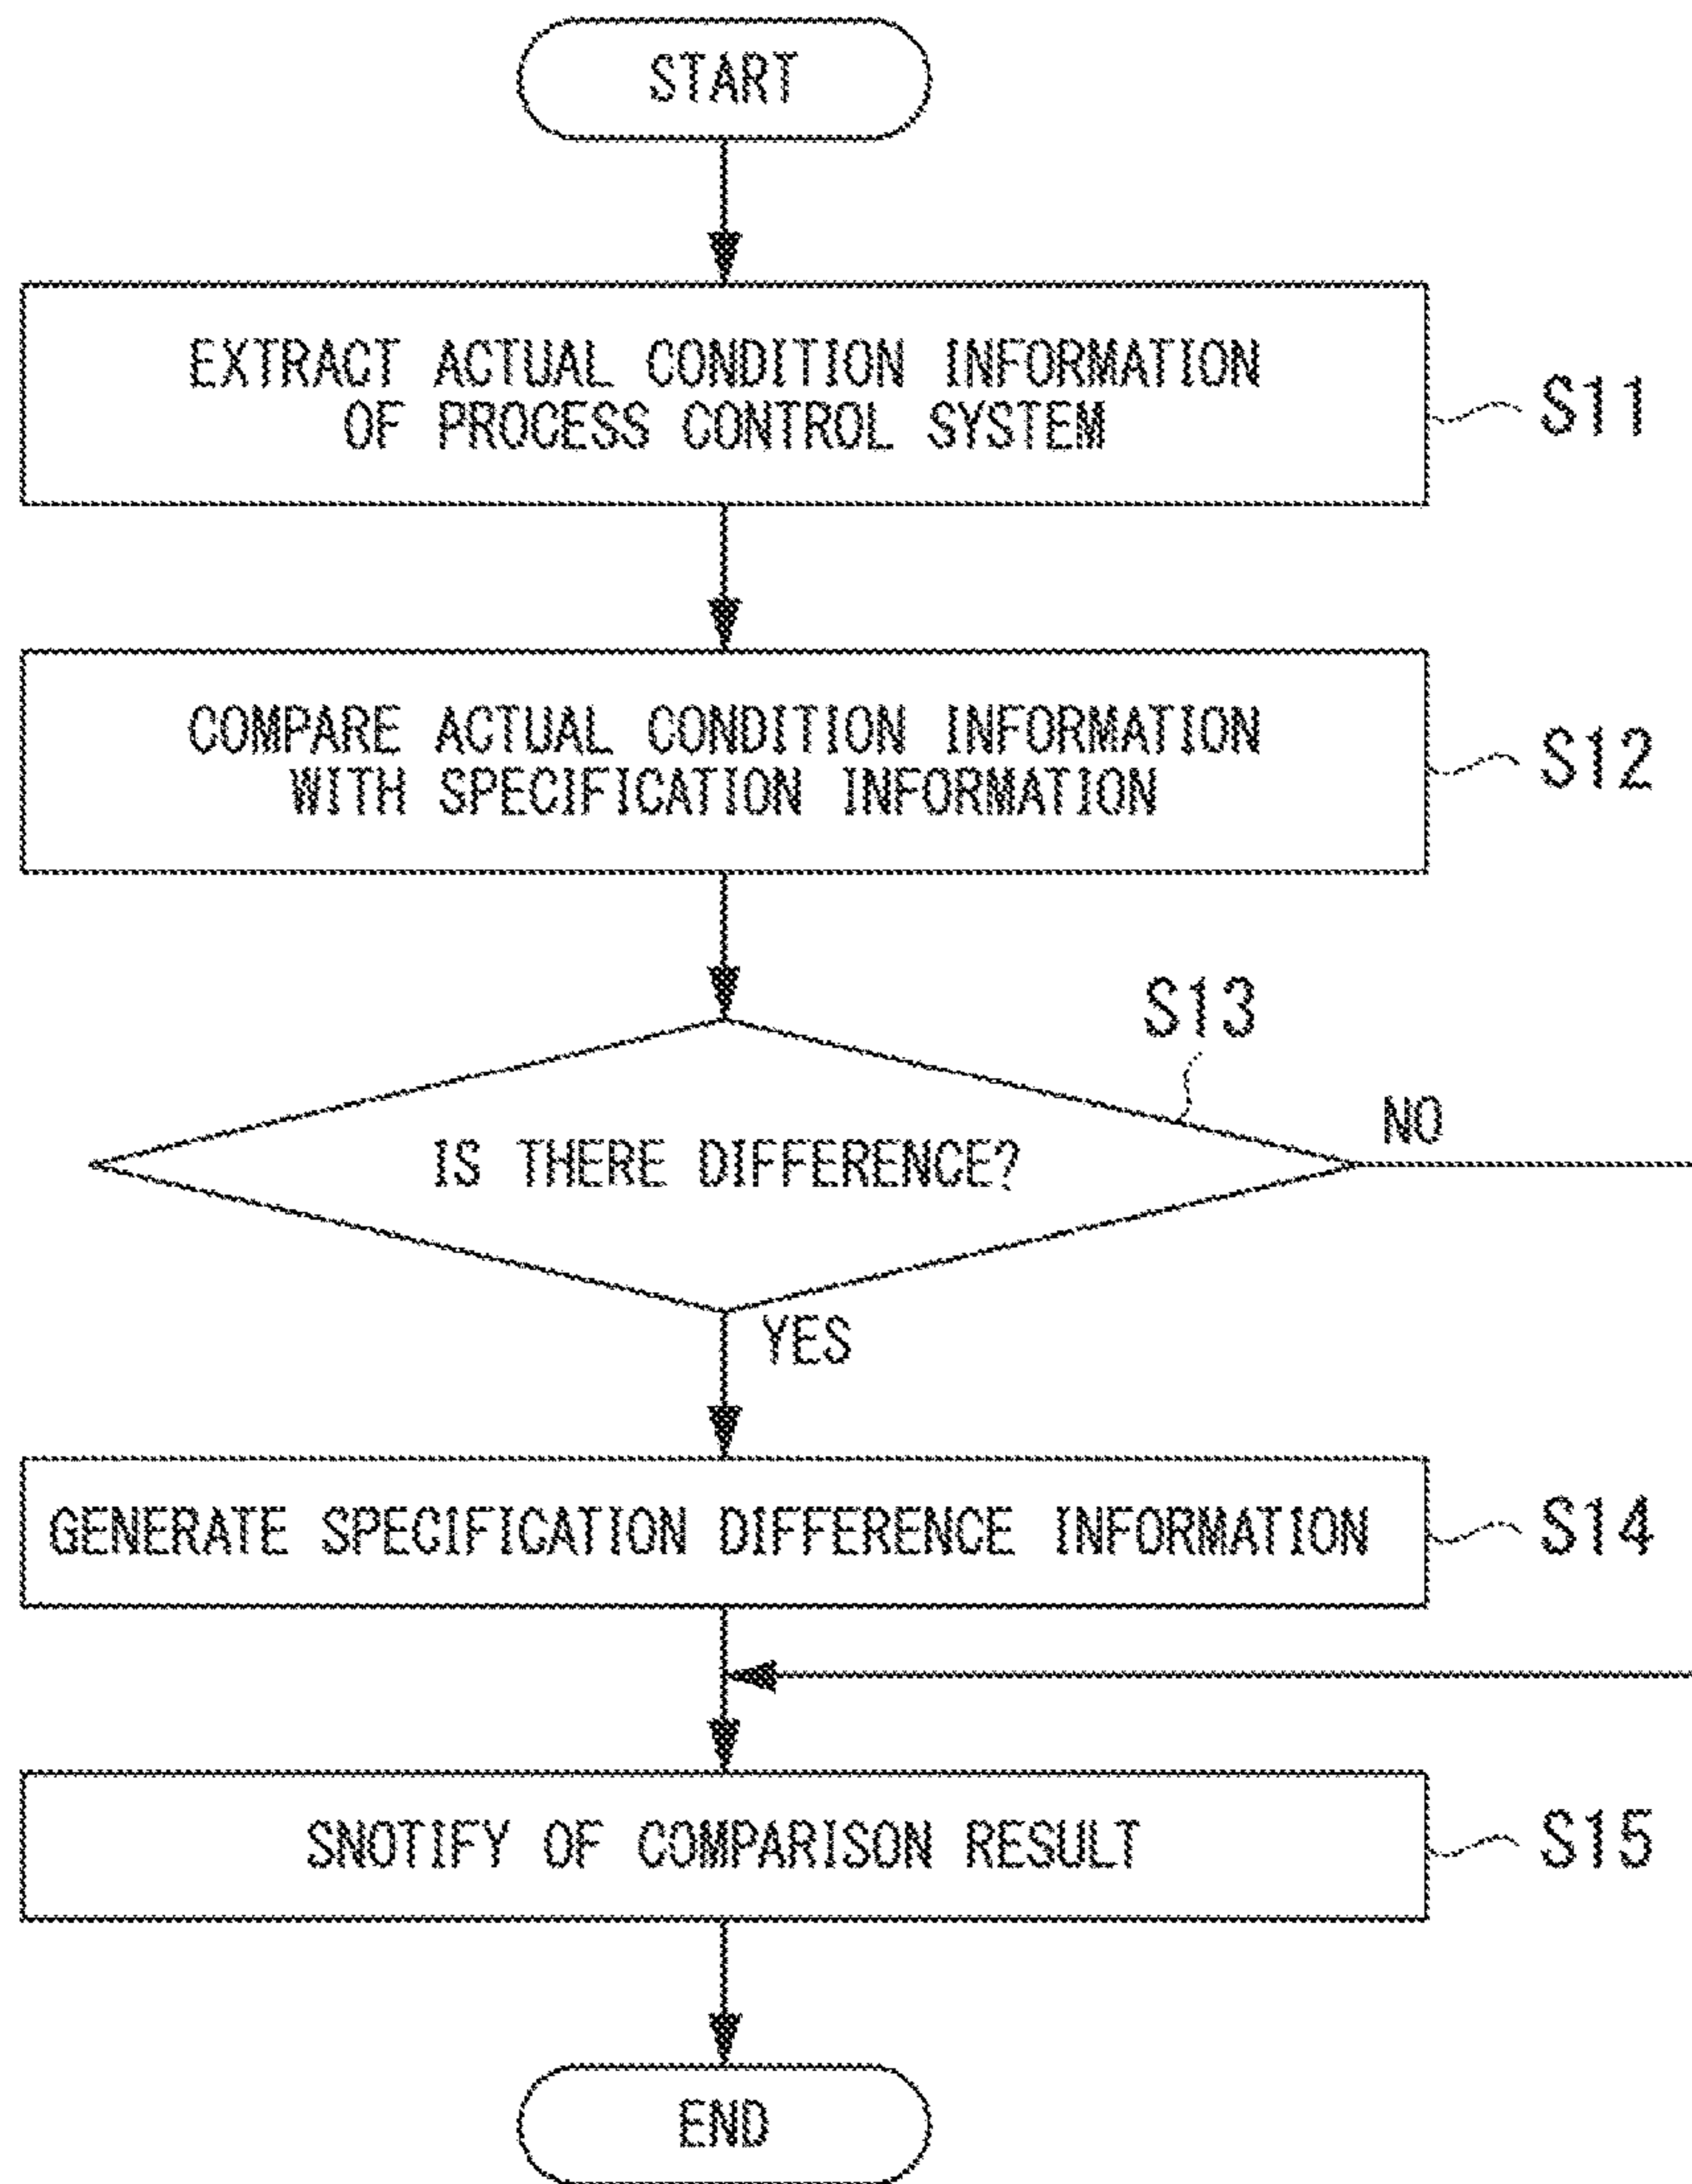 START
EXTRACT ACTUAL CONDITION INFORMATION
OF PROCESS CONTROL SYSTEM
S11
COMPARE ACTUAL CONDITION INFORMATION
WITH SPECIFICATION INFORMATION
S12
S13
IS THERE DIFFERENCE?
NO
YES
GENERATE SPECIFICATION DIFFERENCE INFORMATION
S14
SNOTIFY OF COMPARISON RESULT
S15
END